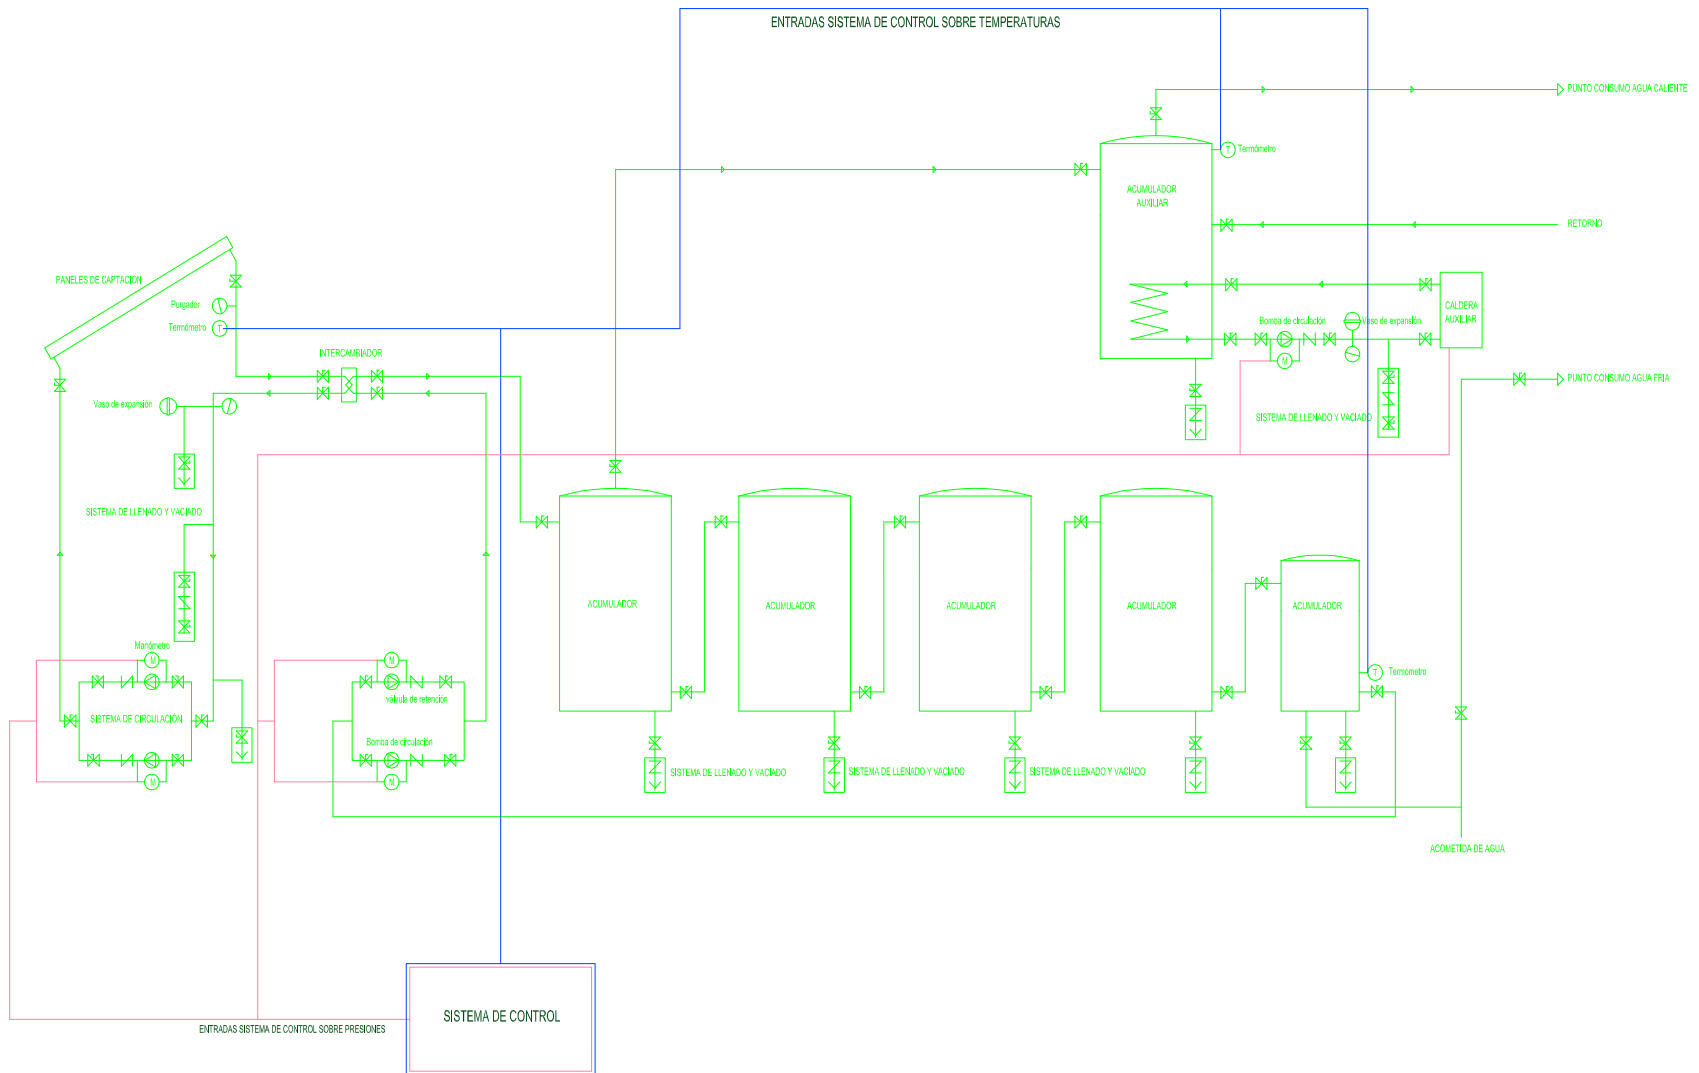 ENTRADAS SISTEMA DE CONTROL SOBRE TEMPERATURAS
PUNTO CONSUMO AGUA CALIENTE
T
Termómetro
ACUMULADOR
AUXILIAR
RETORNO
PANELES DE CAPTACION
Purgador
Termómetro
T
CALDERA
AUXILIAR
Bomba de circulación
Vaso de expansión
M
INTERCAMBIADOR
PUNTO CONSUMO AGUA FRIA
Vaso de expansión
SISTEMA DE LLENADO Y VACIADO
SISTEMA DE LLENADO Y VACIADO
ACUMULADOR
ACUMULADOR
ACUMULADOR
ACUMULADOR
ACUMULADOR
Manómetro
M
M
T
Termómetro
válvula de retención
SISTEMA DE CIRCULACIÓN
Bomba de circulación
M
M
SISTEMA DE LLENADO Y VACIADO
SISTEMA DE LLENADO Y VACIADO
SISTEMA DE LLENADO Y VACIADO
ACOMETIDA DE AGUA
SISTEMA DE CONTROL
ENTRADAS SISTEMA DE CONTROL SOBRE PRESIONES